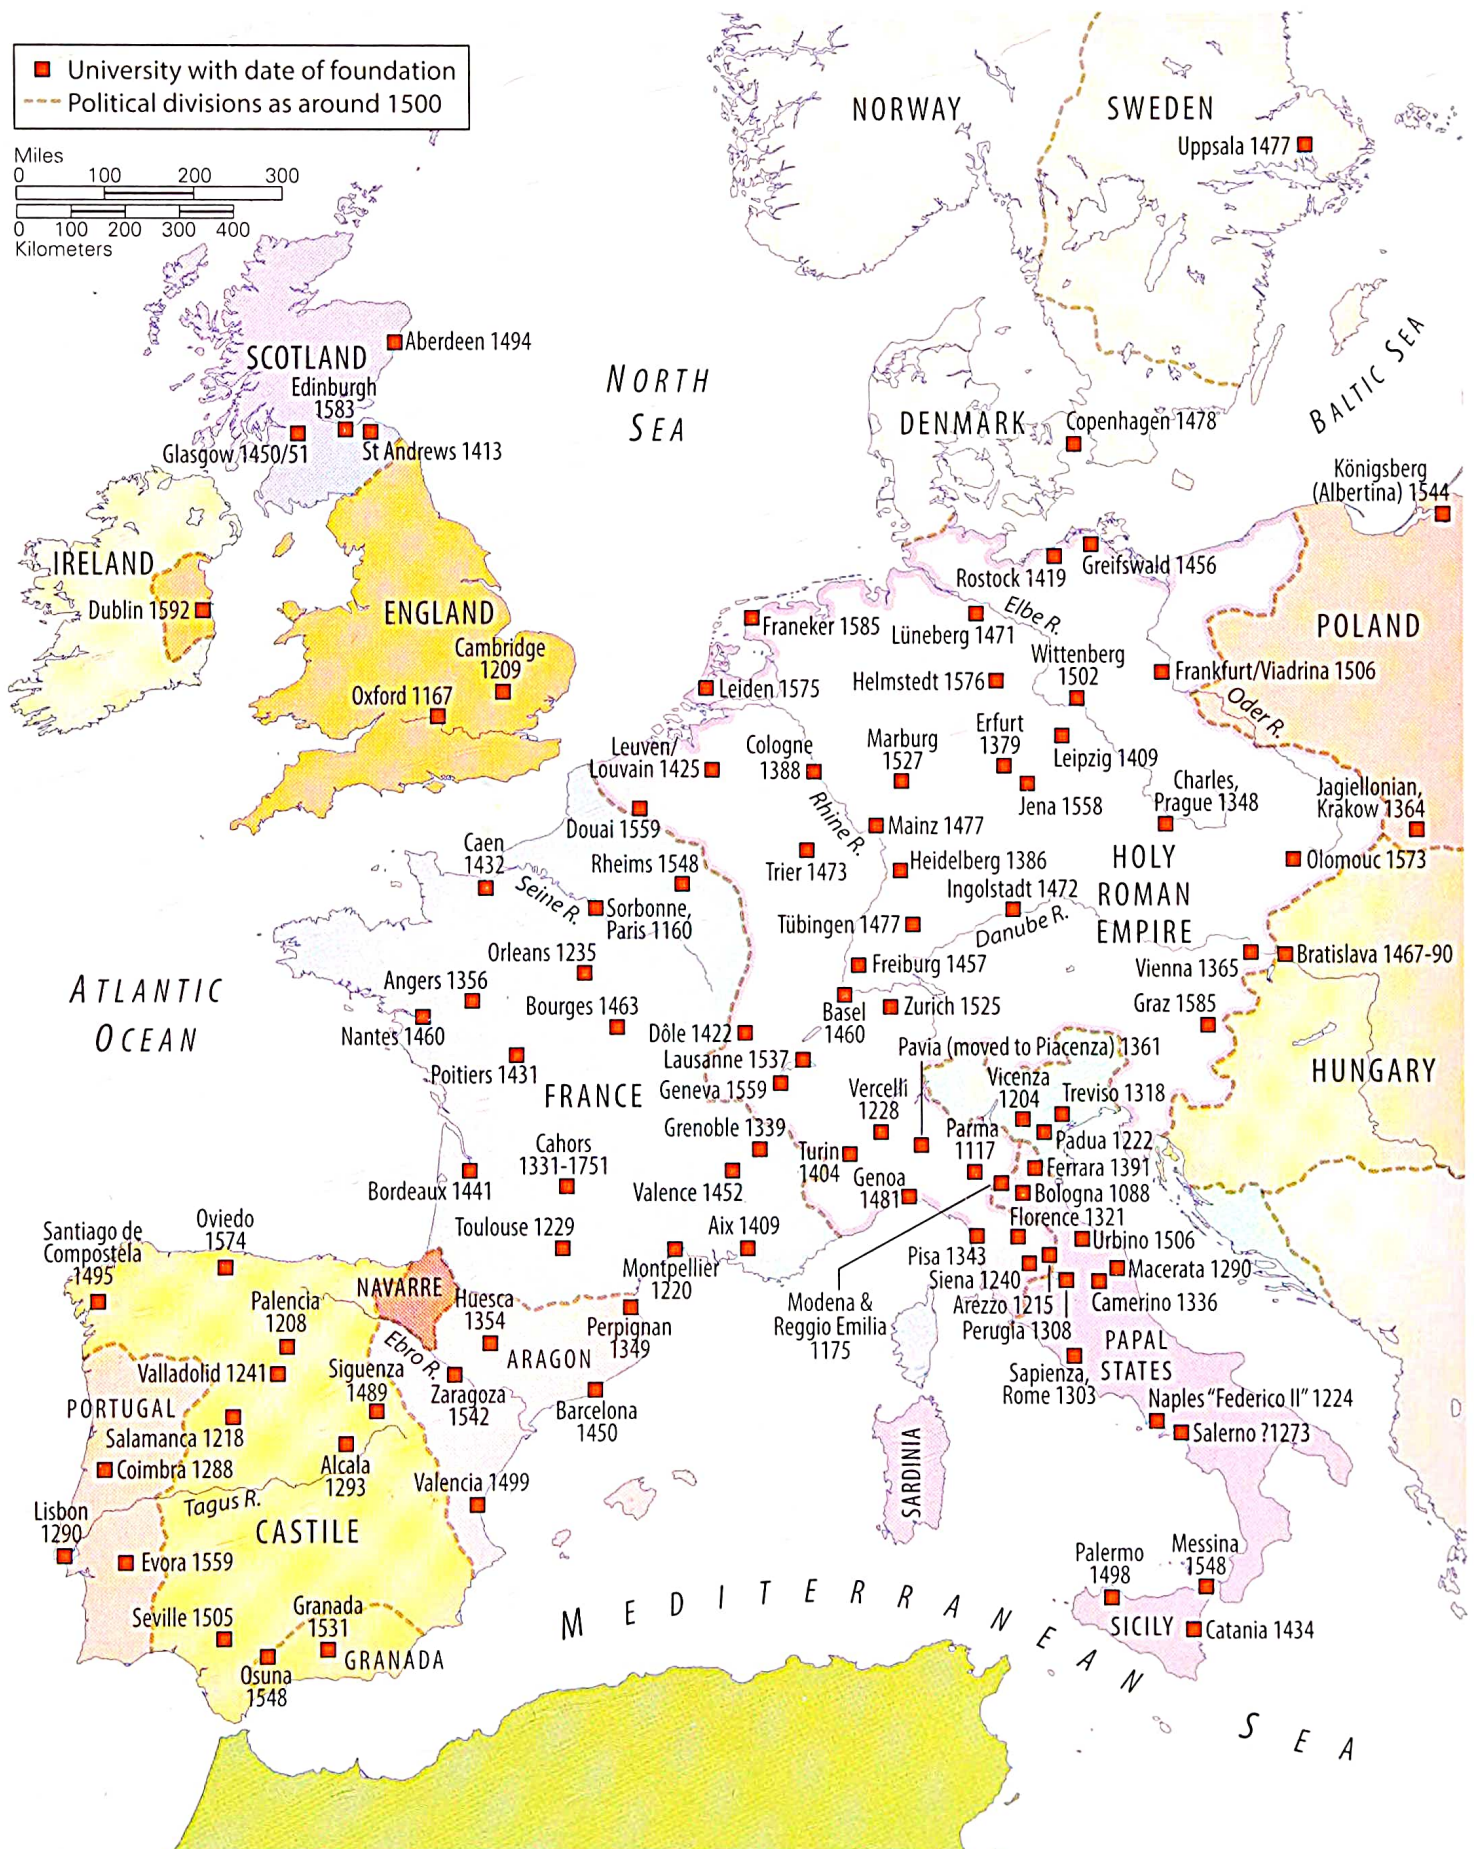 University with date of foundation
Political divisions as around 1500
Miles
0 100 200 300
0 100 200 300 400
Kilometers
NORWAY
SWEDEN
Uppsala 1477
SCOTLAND
Aberdeen 1494
Edinburgh
1583
Glasgow 1450/51
St Andrews 1413
NORTH
SEA
BALTIC SEA
DENMARK
Copenhagen 1478
Königsberg
(Albertina) 1544
IRELAND
Dublin 1592
ENGLAND
Cambridge
1209
Oxford 1167
Rostock 1419
Greifswald 1456
Elbe R.
Franeker 1585
Lüneberg 1471
POLAND
Wittenberg
1502
Frankfurt/Viadrina 1506
Leiden 1575
Helmstedt 1576
Oder R.
Leuven/
Louvain 1425
Cologne
1388
Marburg
1527
Erfurt
1379
Leipzig 1409
Jena 1558
Charles,
Prague 1348
Jagiellonian,
Krakow 1364
Rhine R.
Douai 1559
Mainz 1477
Caen
1432
Rheims 1548
Trier 1473
Heidelberg 1386
HOLY
ROMAN
EMPIRE
Olomouc 1573
Seine R.
Sorbonne,
Paris 1160
Ingolstadt 1472
Tübingen 1477
Danube R.
Orleans 1235
Freiburg 1457
Vienna 1365
Bratislava 1467-90
ATLANTIC
OCEAN
Angers 1356
Bourges 1463
Basel
1460
Zurich 1525
Graz 1585
Nantes 1460
Dôle 1422
Pavia (moved to Piacenza) 1361
Poitiers 1431
Lausanne 1537
FRANCE
Geneva 1559
Vercelli
1228
Vicenza
1204
Treviso 1318
HUNGARY
Grenoble 1339
Parma
1117
Padua 1222
Cahors
1331-1751
Turin
1404
Ferrara 1391
Bordeaux 1441
Valence 1452
Genoa
1481
Bologna 1088
Florence 1321
Santiago de
Compostela
1495
Oviedo
1574
Toulouse 1229
Aix 1409
Pisa 1343
Urbino 1506
Montpellier
1220
Siena 1240
Macerata 1290
NAVARRE
Palencia
1208
Huesca
1354
Perpignan
1349
Modena &
Reggio Emilia
1175
Arezzo 1215
Camerino 1336
Perugia 1308
Ebro R.
ARAGON
PAPAL
STATES
Valladolid 1241
Siguenza
1489
Zaragoza
1542
Sapienza,
Rome 1303
PORTUGAL
Barcelona
1450
Naples “Federico II” 1224
Salamanca 1218
Salerno ?1273
Coimbra 1288
Alcala
1293
Valencia 1499
SARDINIA
Tagus R.
Lisbon
1290
CASTILE
Evora 1559
Palermo
1498
Messina
1548
Seville 1505
Granada
1531
MEDITERRANEAN SEA
SICILY
Catania 1434
Osuna
1548
GRANADA